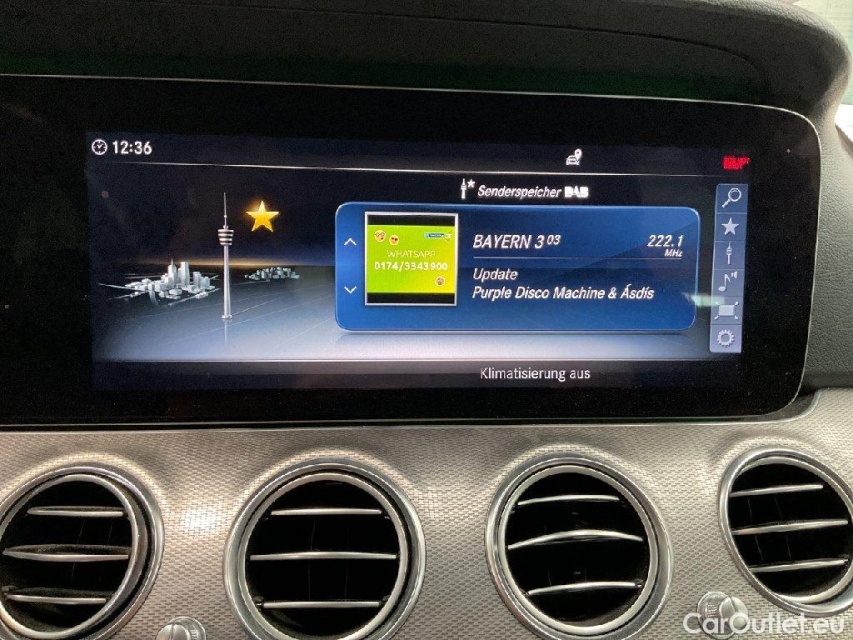 12:36
Senderspeicher DAB
BAYERN 3 03
222.1
MHz
WHATSAPP
0174/3343900
Update
Purple Disco Machine & Ásdís
Klimatisierung aus
CarOutlet.eu